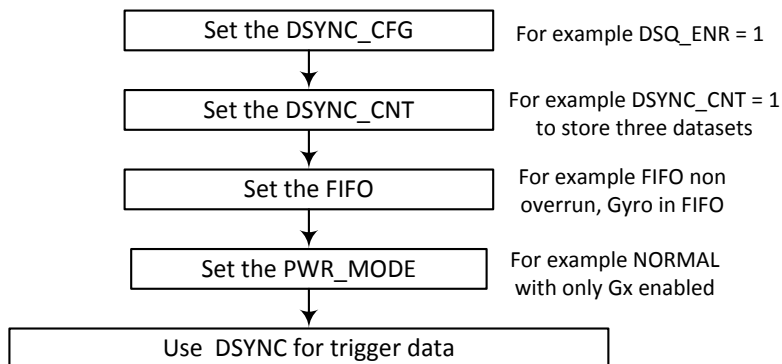 Set the DSYNC_CFG
For example DSQ_ENR = 1
Set the DSYNC_CNT
For example DSYNC_CNT = 1
to store three datasets
Set the FIFO
For example FIFO non
overrun, Gyro in FIFO
Set the PWR_MODE
For example NORMAL
with only Gx enabled
Use DSYNC for trigger data